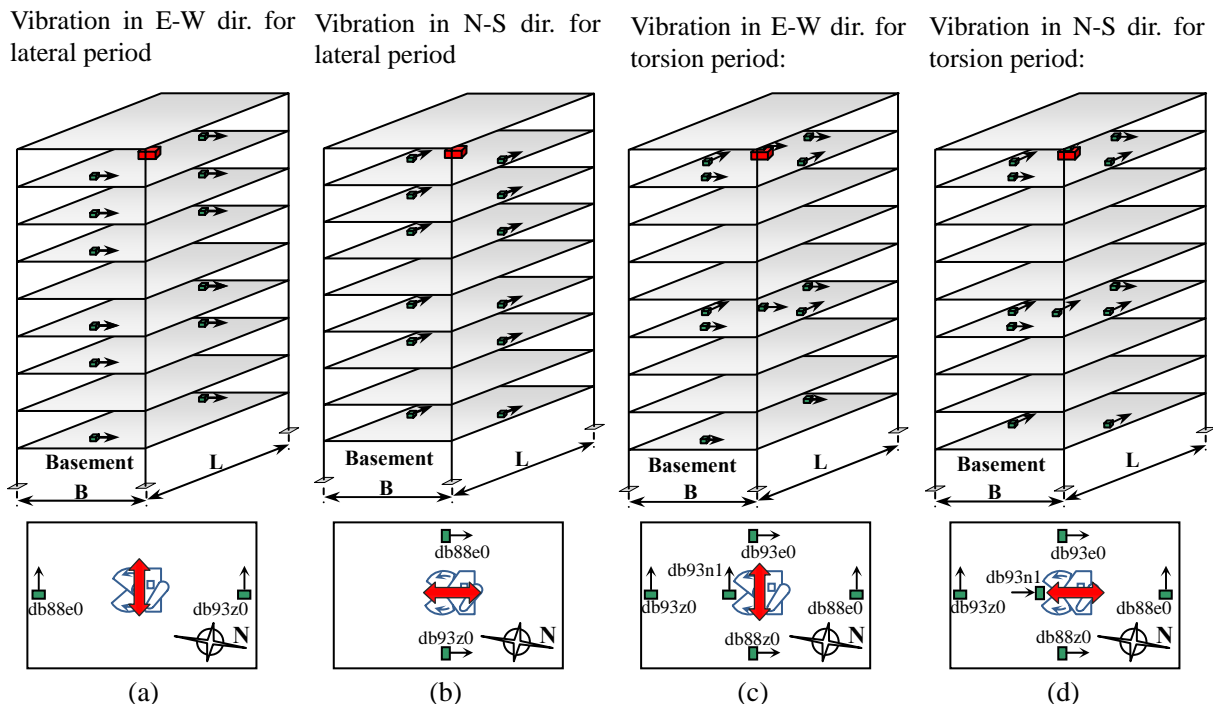 Vibration in E-W dir. for
lateral period
Vibration in N-S dir. for
lateral period
Vibration in E-W dir. for
torsion period:
Vibration in N-S dir. for
torsion period:
Basement
B
L
Basement
B
L
Basement
B
L
Basement
B
L
db88e0
db93z0
N
(a)
db88e0
db93z0
N
(b)
db93e0
db93n1
db93z0
db88e0
db88z0
N
(c)
db93e0
db93n1
db93z0
db88e0
db88z0
N
(d)